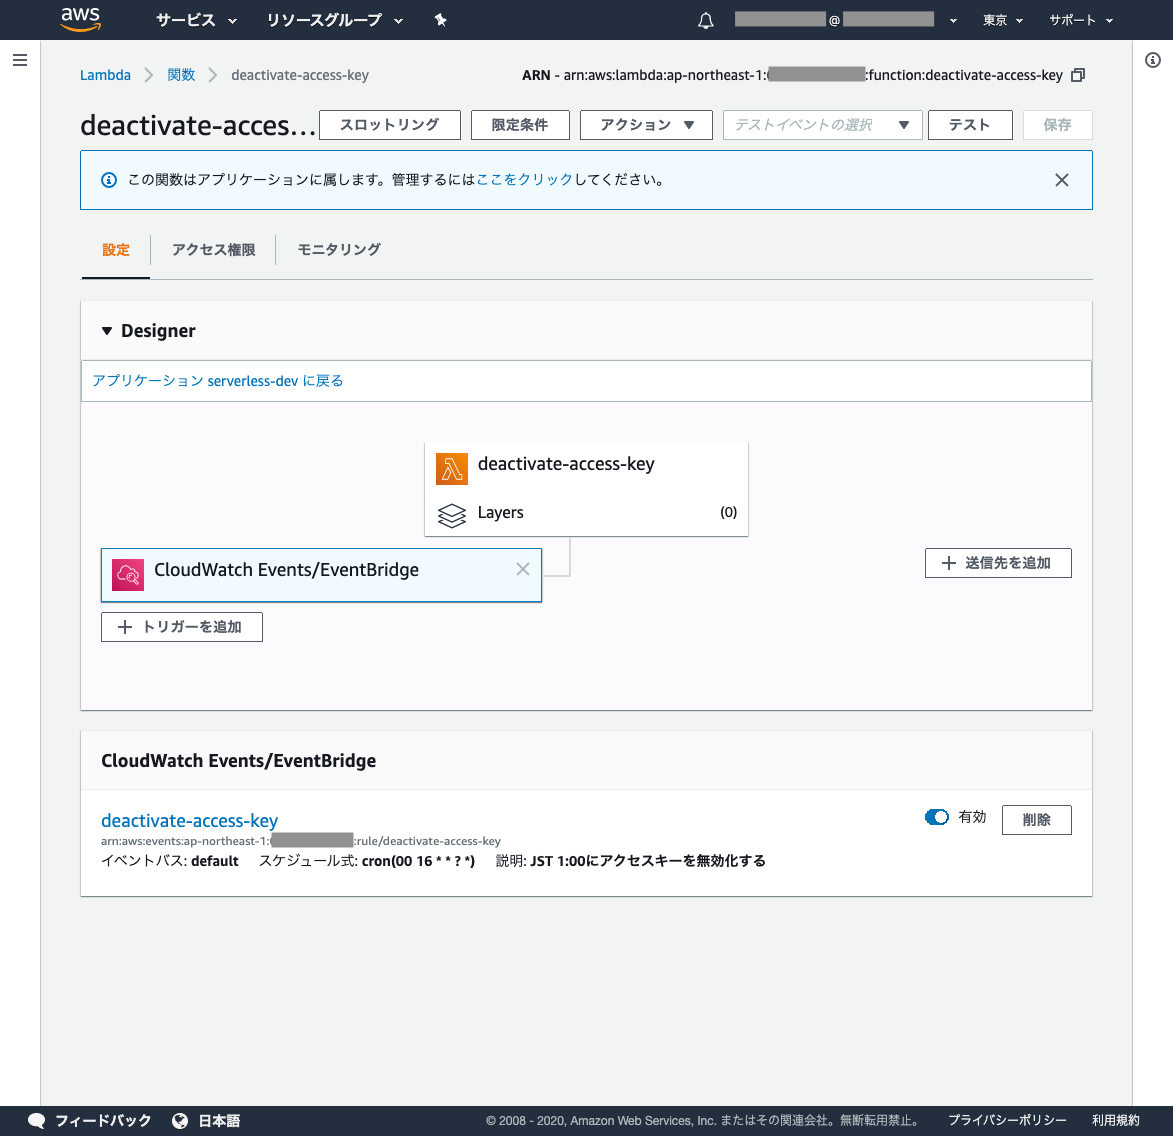 aws サービス リソースグループ @ 東京 サポート
Lambda 関数 deactivate-access-key ARN - arn:aws:lambda:ap-northeast-1: :function:deactivate-access-key
deactivate-acces... スロットリング 限定条件 アクション テストイベントの選択 テスト 保存
この関数はアプリケーションに属します。管理するにはここをクリックしてください。
設定 アクセス権限 モニタリング
Designer
アプリケーション serverless-dev に戻る
deactivate-access-key
Layers (0)
CloudWatch Events/EventBridge
送信先を追加
トリガーを追加
CloudWatch Events/EventBridge
deactivate-access-key 有効 削除
arn:aws:events:ap-northeast-1: :rule/deactivate-access-key
イベントバス: default スケジュール式: cron(00 16 * * ? *) 説明: JST 1:00にアクセスキーを無効化する
フィードバック 日本語 © 2008 - 2020, Amazon Web Services, Inc. またはその関連会社。無断転用禁止。 プライバシーポリシー 利用規約